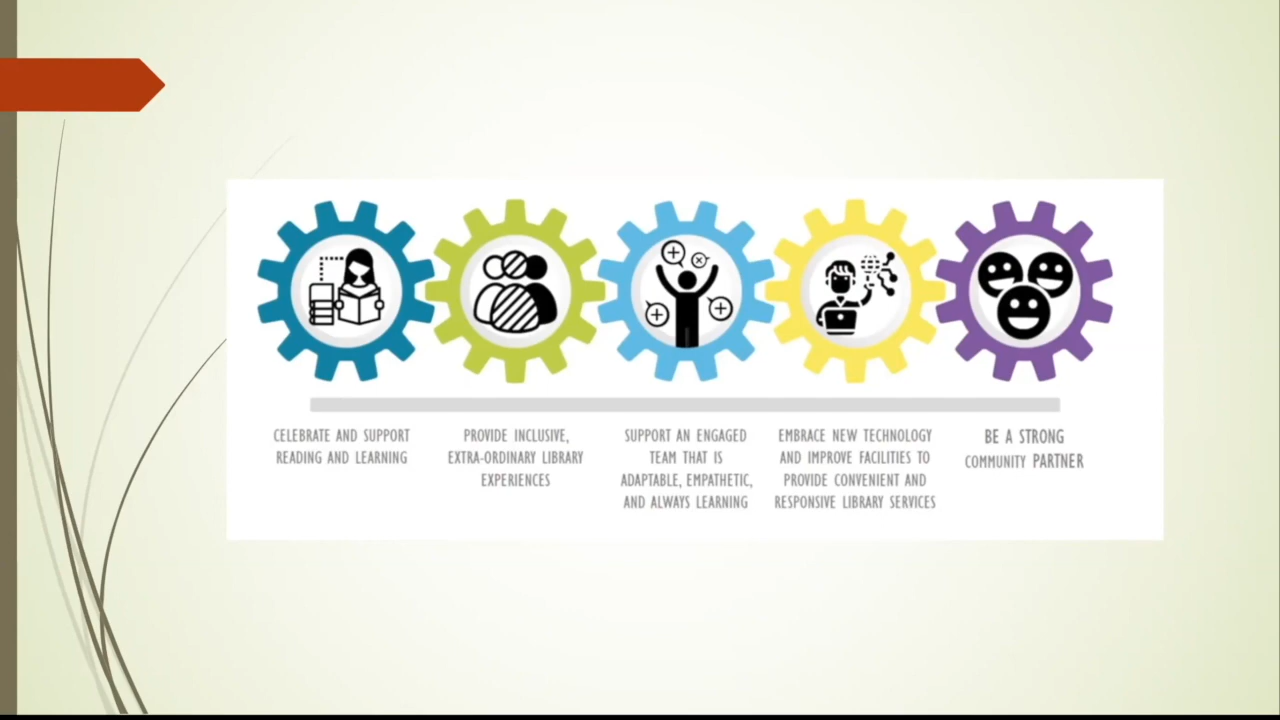 CELEBRATE AND SUPPORT
READING AND LEARNING
PROVIDE INCLUSIVE,
EXTRA-ORDINARY LIBRARY
EXPERIENCES
SUPPORT AN ENGAGED
TEAM THAT IS
ADAPTABLE, EMPATHETIC,
AND ALWAYS LEARNING
EMBRACE NEW TECHNOLOGY
AND IMPROVE FACILITIES TO
PROVIDE CONVENIENT AND
RESPONSIVE LIBRARY SERVICES
BE A STRONG
COMMUNITY PARTNER